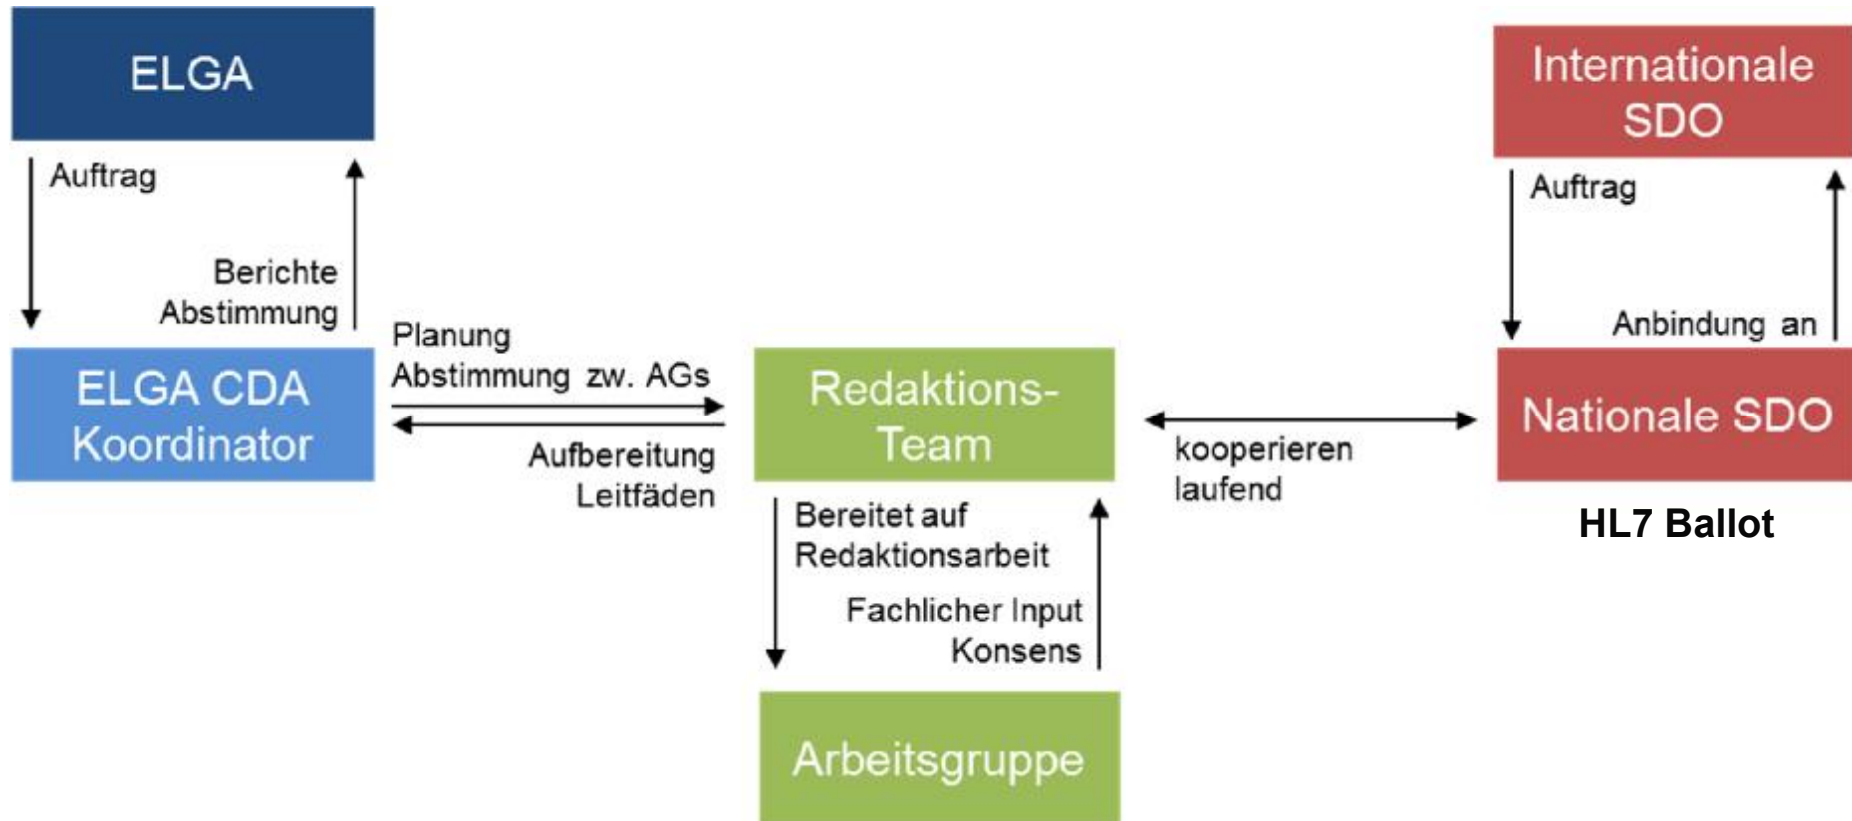 ELGA
Auftrag
Berichte
Abstimmung
ELGA CDA
Koordinator
Planung
Abstimmung zw. AGs
Aufbereitung
Leitfäden
Redaktions-
Team
Bereitet auf
Redaktionsarbeit
Fachlicher Input
Konsens
Arbeitsgruppe
kooperieren
laufend
Internationale
SDO
Auftrag
Anbindung an
Nationale SDO
HL7 Ballot